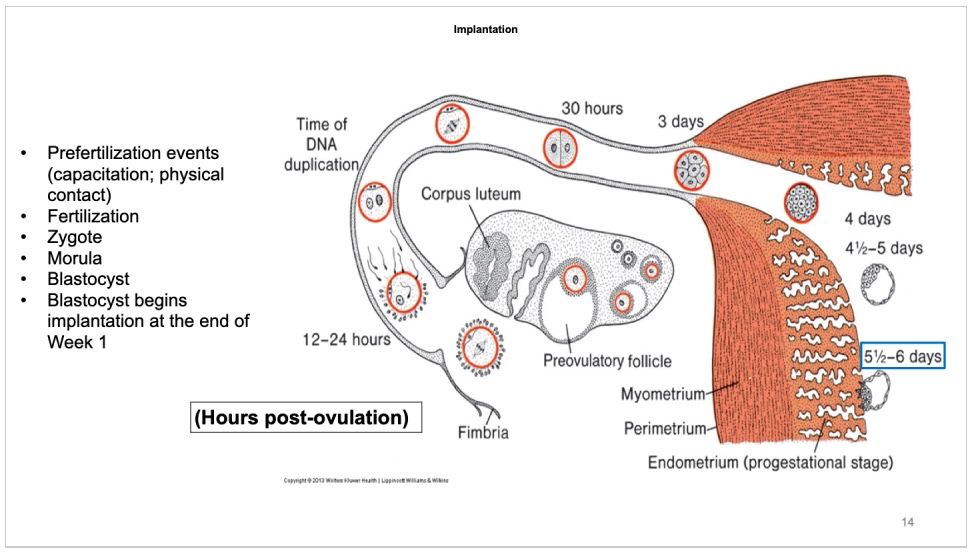 Implantation
• Prefertilization events
(capacitation; physical
contact)
• Fertilization
• Zygote
• Morula
• Blastocyst
• Blastocyst begins
implantation at the end of
Week 1
Time of
DNA
duplication
30 hours
3 days
Corpus luteum
4 days
4½–5 days
12–24 hours
Preovulatory follicle
5½–6 days
Myometrium
(Hours post-ovulation)
Fimbria
Perimetrium
Endometrium (progestational stage)
Copyright © 2013 Wolters Kluwer Health | Lippincott Williams & Wilkins
14